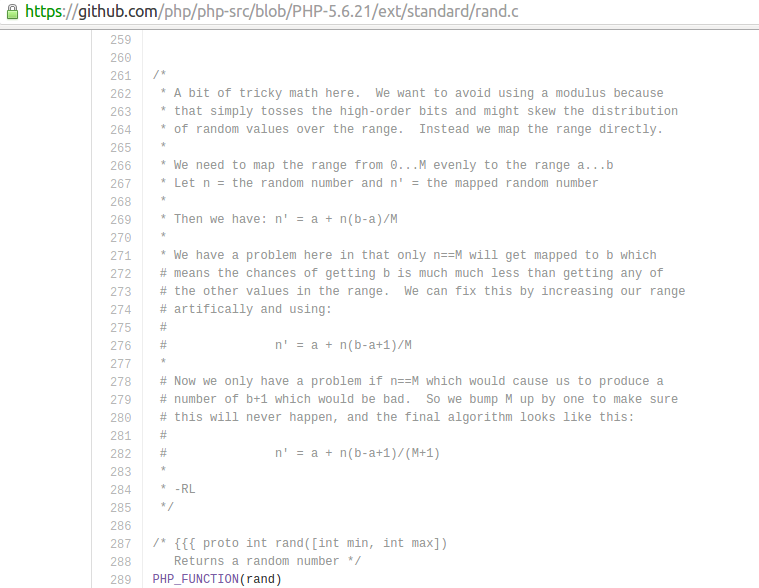 https://github.com/php/php-src/blob/PHP-5.6.21/ext/standard/rand.c
259
260
261 /*
262 * A bit of tricky math here.  We want to avoid using a modulus because
263 * that simply tosses the high-order bits and might skew the distribution
264 * of random values over the range.  Instead we map the range directly.
265 *
266 * We need to map the range from 0...M evenly to the range a...b
267 * Let n = the random number and n' = the mapped random number
268 *
269 * Then we have: n' = a + n(b-a)/M
270 *
271 * We have a problem here in that only n==M will get mapped to b which
272 # means the chances of getting b is much much less than getting any of
273 # the other values in the range.  We can fix this by increasing our range
274 # artifically and using:
275 #
276 #               n' = a + n(b-a+1)/M
277 *
278 # Now we only have a problem if n==M which would cause us to produce a
279 # number of b+1 which would be bad.  So we bump M up by one to make sure
280 # this will never happen, and the final algorithm looks like this:
281 #
282 #               n' = a + n(b-a+1)/(M+1)
283 *
284 * -RL
285 */
286
287 /* {{{ proto int rand([int min, int max])
288    Returns a random number */
289 PHP_FUNCTION(rand)